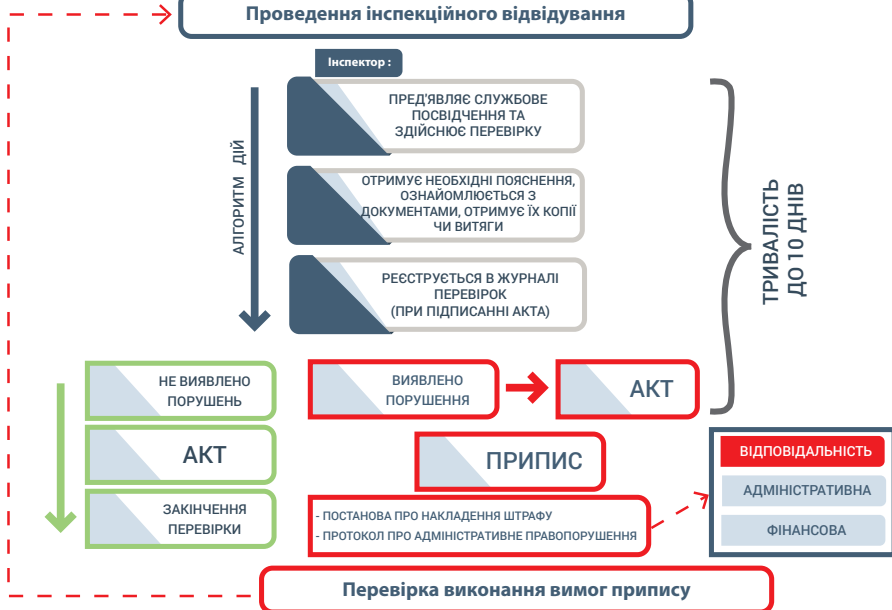 Проведення інспекційного відвідування
Інспектор :
АЛГОРИТМ ДІЙ
ПРЕД'ЯВЛЯЄ СЛУЖБОВЕ
ПОСВІДЧЕННЯ ТА
ЗДІЙСНЮЄ ПЕРЕВІРКУ
ОТРИМУЄ НЕОБХІДНІ ПОЯСНЕННЯ,
ОЗНАЙОМЛЮЄТЬСЯ З
ДОКУМЕНТАМИ, ОТРИМУЄ ЇХ КОПІЇ
ЧИ ВИТЯГИ
РЕЄСТРУЄТЬСЯ В ЖУРНАЛІ
ПЕРЕВІРОК
(ПРИ ПІДПИСАННІ АКТА)
ТРИВАЛІСТЬ
ДО 10 ДНІВ
НЕ ВИЯВЛЕНО
ПОРУШЕНЬ
АКТ
ЗАКІНЧЕННЯ
ПЕРЕВІРКИ
ВИЯВЛЕНО
ПОРУШЕННЯ
АКТ
ПРИПИС
- ПОСТАНОВА ПРО НАКЛАДЕННЯ ШТРАФУ
- ПРОТОКОЛ ПРО АДМІНІСТРАТИВНЕ ПРАВОПОРУШЕННЯ
ВІДПОВІДАЛЬНІСТЬ
АДМІНІСТРАТИВНА
ФІНАНСОВА
Перевірка виконання вимог припису